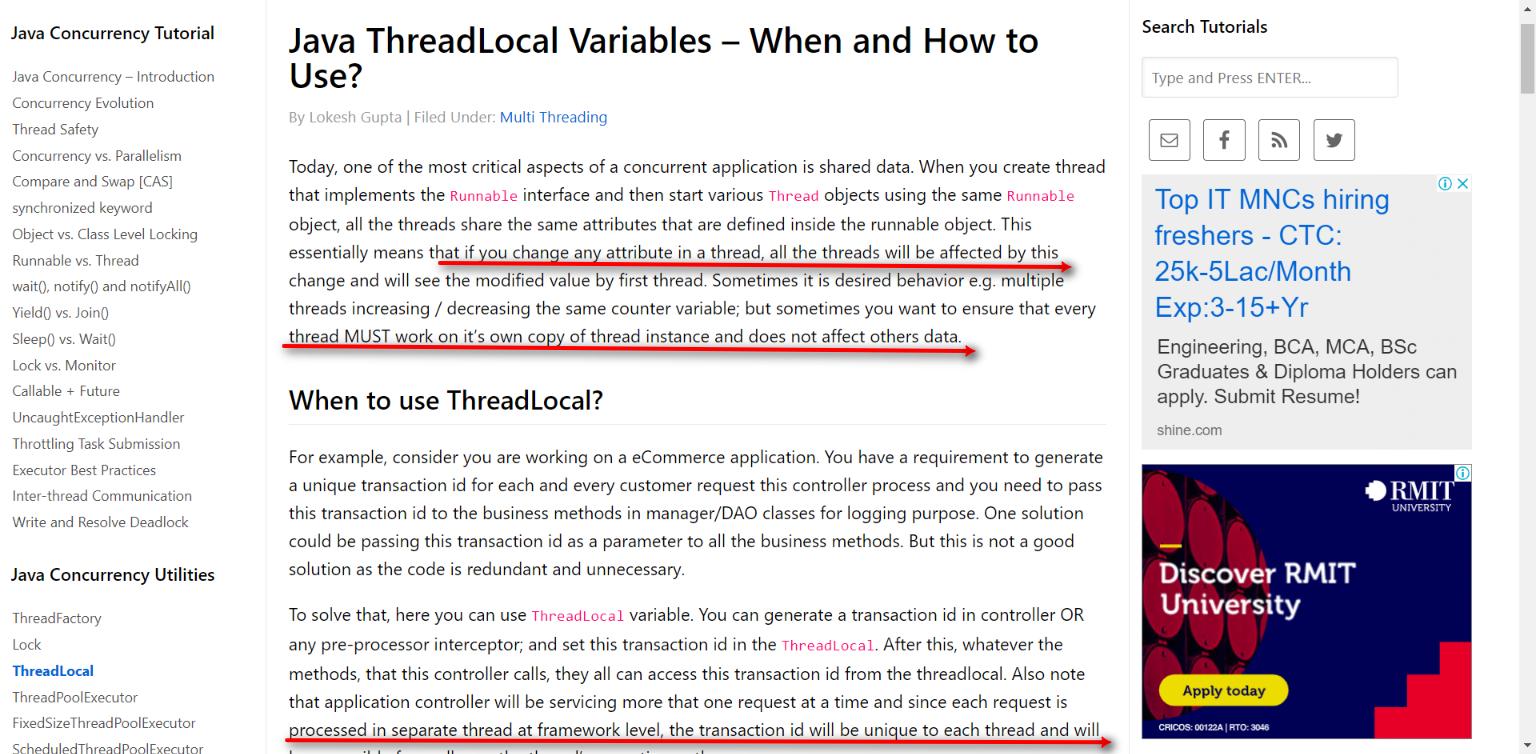 Java Concurrency Tutorial
Java Concurrency – Introduction
Concurrency Evolution
Thread Safety
Concurrency vs. Parallelism
Compare and Swap [CAS]
synchronized keyword
Object vs. Class Level Locking
Runnable vs. Thread
wait(), notify() and notifyAll()
Yield() vs. Join()
Sleep() vs. Wait()
Lock vs. Monitor
Callable + Future
UncaughtExceptionHandler
Throttling Task Submission
Executor Best Practices
Inter-thread Communication
Write and Resolve Deadlock
Java Concurrency Utilities
ThreadFactory
Lock
ThreadLocal
ThreadPoolExecutor
FixedSizeThreadPoolExecutor
ScheduledThreadPoolExecutor
Java ThreadLocal Variables – When and How to
Use?
By Lokesh Gupta | Filed Under: Multi Threading
Today, one of the most critical aspects of a concurrent application is shared data. When you create thread
that implements the Runnable interface and then start various Thread objects using the same Runnable
object, all the threads share the same attributes that are defined inside the runnable object. This
essentially means that if you change any attribute in a thread, all the threads will be affected by this
change and will see the modified value by first thread. Sometimes it is desired behavior e.g. multiple
threads increasing / decreasing the same counter variable; but sometimes you want to ensure that every
thread MUST work on it’s own copy of thread instance and does not affect others data.
When to use ThreadLocal?
For example, consider you are working on a eCommerce application. You have a requirement to generate
a unique transaction id for each and every customer request this controller process and you need to pass
this transaction id to the business methods in manager/DAO classes for logging purpose. One solution
could be passing this transaction id as a parameter to all the business methods. But this is not a good
solution as the code is redundant and unnecessary.
To solve that, here you can use ThreadLocal variable. You can generate a transaction id in controller OR
any pre-processor interceptor; and set this transaction id in the ThreadLocal. After this, whatever the
methods, that this controller calls, they all can access this transaction id from the threadlocal. Also note
that application controller will be servicing more that one request at a time and since each request is
processed in separate thread at framework level, the transaction id will be unique to each thread and will
Search Tutorials
Type and Press ENTER...
Top IT MNCs hiring
freshers - CTC:
25k-5Lac/Month
Exp:3-15+Yr
Engineering, BCA, MCA, BSc
Graduates & Diploma Holders can
apply. Submit Resume!
shine.com
RMIT
UNIVERSITY
Discover RMIT
University
Apply today
CRICOS: 00122A | RTO: 3046